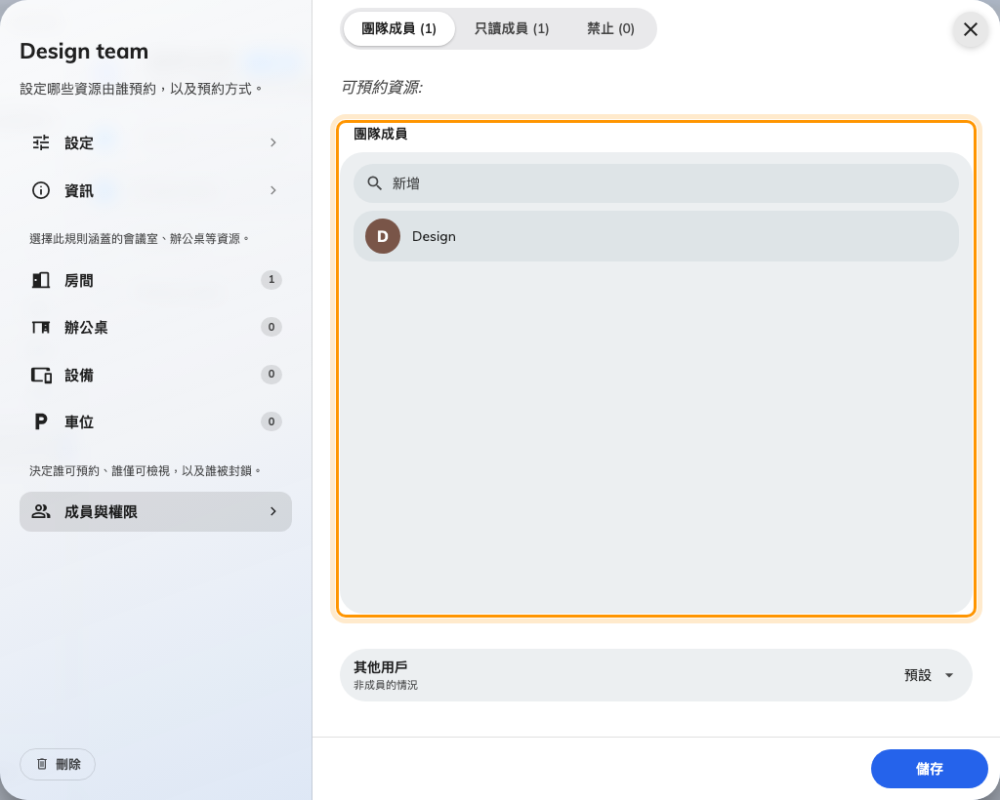 Design team
設定哪些資源由誰預約，以及預約方式。
設定
資訊
選擇此規則涵蓋的會議室、辦公桌等資源。
房間 1
辦公桌 0
設備 0
車位 0
決定誰可預約、誰僅可檢視，以及誰被封鎖。
成員與權限
刪除
團隊成員 (1) 只讀成員 (1) 禁止 (0)
可預約資源:
團隊成員
新增
D Design
其他用戶
非成員的情況
預設
儲存